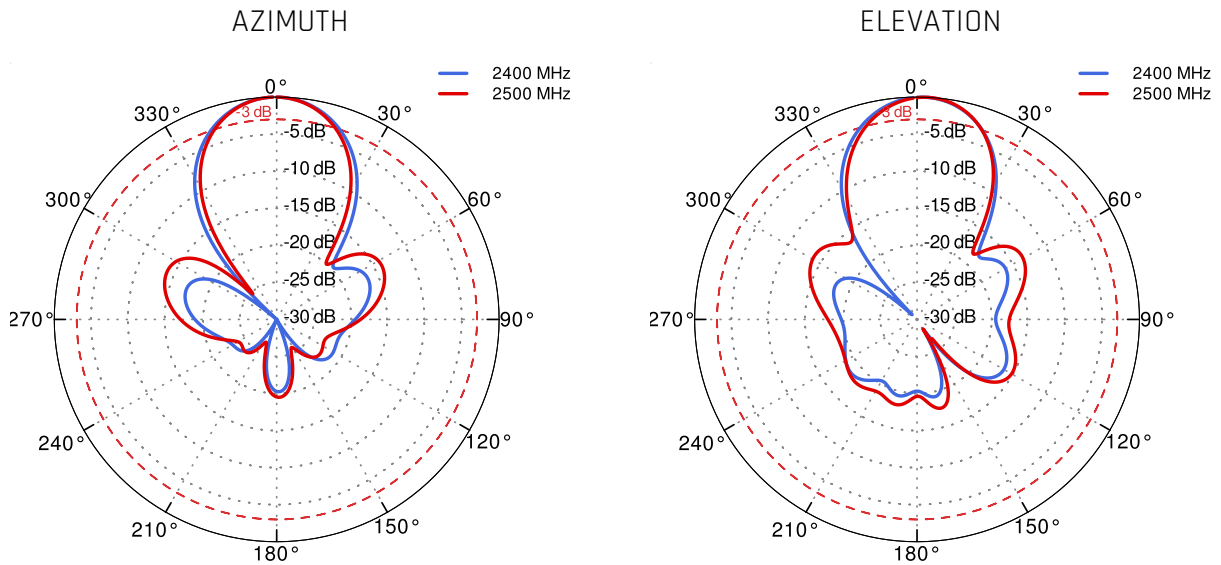 AZIMUTH
2400 MHz
2500 MHz
0°
30°
60°
90°
120°
150°
180°
210°
240°
270°
300°
330°
-3 dB
-5 dB
-10 dB
-15 dB
-20 dB
-25 dB
-30 dB
ELEVATION
2400 MHz
2500 MHz
0°
30°
60°
90°
120°
150°
180°
210°
240°
270°
300°
330°
3 dB
-5 dB
-10 dB
-15 dB
-20 dB
-25 dB
-30 dB